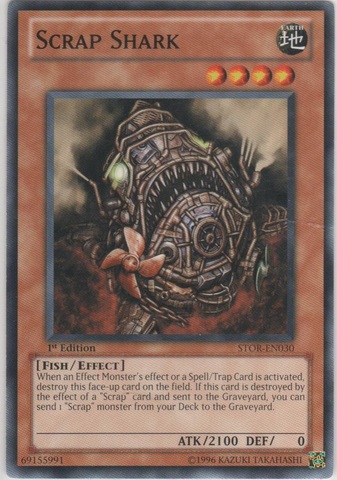 SCRAP SHARK
EARTH
地
1st Edition
STOR-EN030
[FISH/EFFECT]
When an Effect Monster's effect or a Spell/Trap Card is activated,
destroy this face-up card on the field. If this card is destroyed by
the effect of a "Scrap" card and sent to the Graveyard, you can
send 1 "Scrap" monster from your Deck to the Graveyard.
ATK/2100 DEF/ 0
69155991
©1996 KAZUKI TAKAHASHI